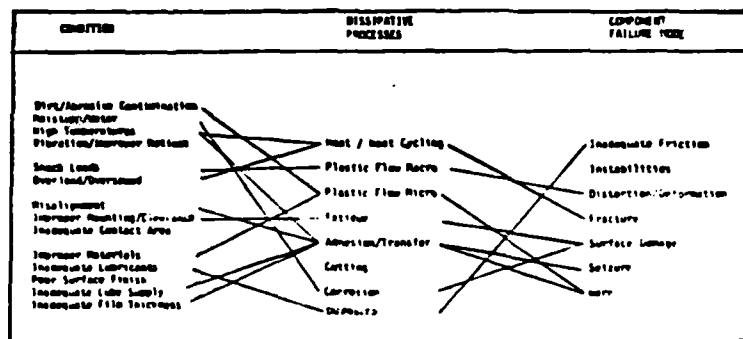 CONDITION
DISSIPATIVE
PROCESSES
COMPONENT
FAILURE MODE
Dirt/Abrasive Contamination
Moisture/Water
High Temperatures
Vibration/Improper
Shock Loads
Overload/Overspeed
Misalignment
Improper Mounting/Clearance
Inadequate Contact Area
Improper Materials
Inadequate Lubricants
Poor Surface Finish
Inadequate Lube Supply
Inadequate Film Thickness
Heat / Heat Cycling
Plastic Flow Macro
Plastic Flow Micro
Fatigue
Adhesion/Transfer
Cutting
Corrosion
Deposits
Inadequate Friction
Instabilities
Distortion/Deformation
Fracture
Surface Damage
Seizure
Wear